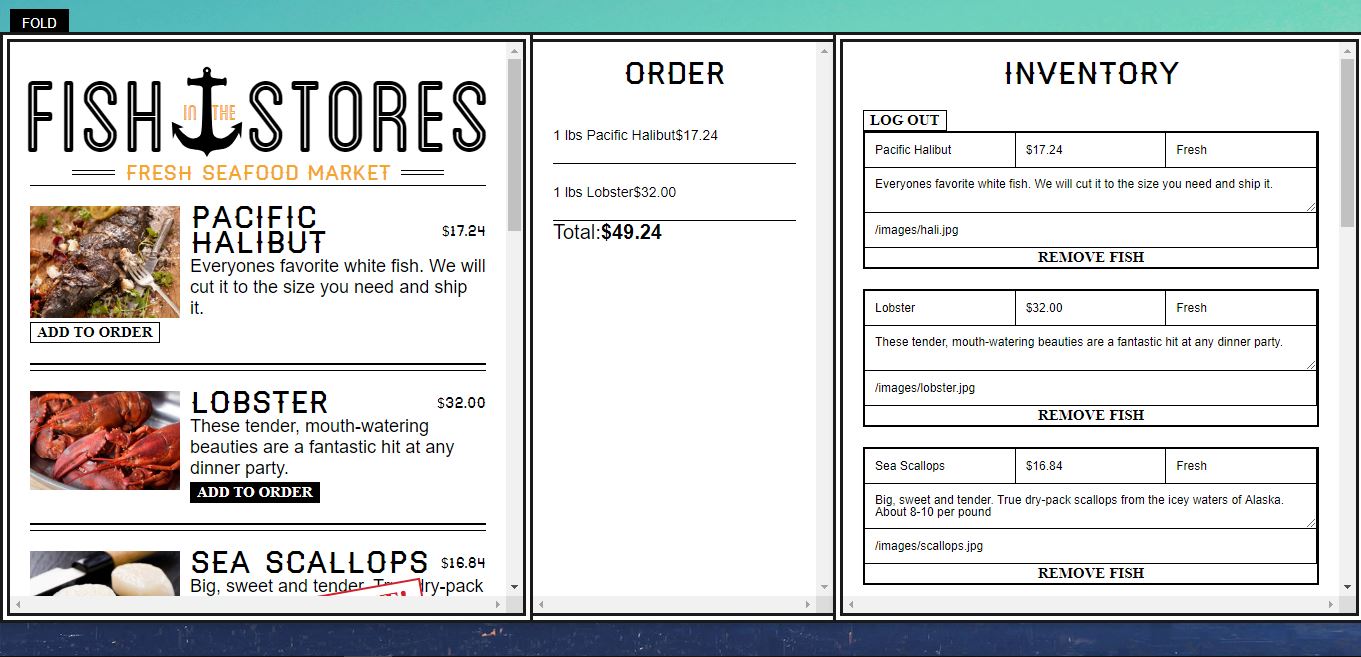 FOLD
FISH IN THE STORES
FRESH SEAFOOD MARKET
PACIFIC
HALIBUT
$17.24
Everyones favorite white fish. We will
cut it to the size you need and ship
it.
ADD TO ORDER
LOBSTER
$32.00
These tender, mouth-watering
beauties are a fantastic hit at any
dinner party.
ADD TO ORDER
SEA SCALLOPS
$16.84
Big, sweet and tender. True dry-pack
ORDER
1 lbs Pacific Halibut$17.24
1 lbs Lobster$32.00
Total:$49.24
INVENTORY
LOG OUT
Pacific Halibut
$17.24
Fresh
Everyones favorite white fish. We will cut it to the size you need and ship it.
/images/hali.jpg
REMOVE FISH
Lobster
$32.00
Fresh
These tender, mouth-watering beauties are a fantastic hit at any dinner party.
/images/lobster.jpg
REMOVE FISH
Sea Scallops
$16.84
Fresh
Big, sweet and tender. True dry-pack scallops from the icey waters of Alaska.
About 8-10 per pound
/images/scallops.jpg
REMOVE FISH